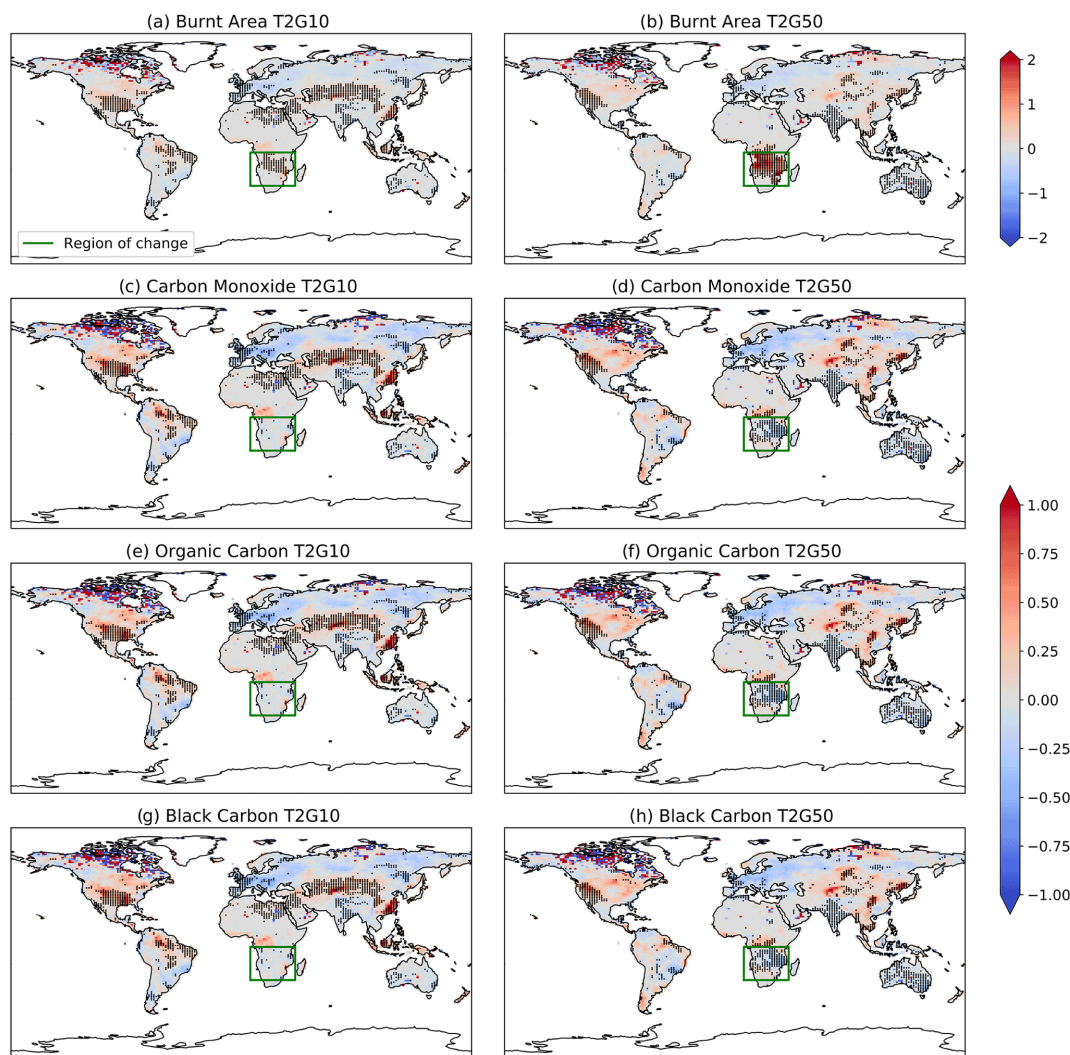 (a) Burnt Area T2G10
(b) Burnt Area T2G50
2
1
0
−1
−2
Region of change
(c) Carbon Monoxide T2G10
(d) Carbon Monoxide T2G50
(e) Organic Carbon T2G10
(f) Organic Carbon T2G50
1.00
0.75
0.50
0.25
0.00
−0.25
−0.50
−0.75
−1.00
(g) Black Carbon T2G10
(h) Black Carbon T2G50